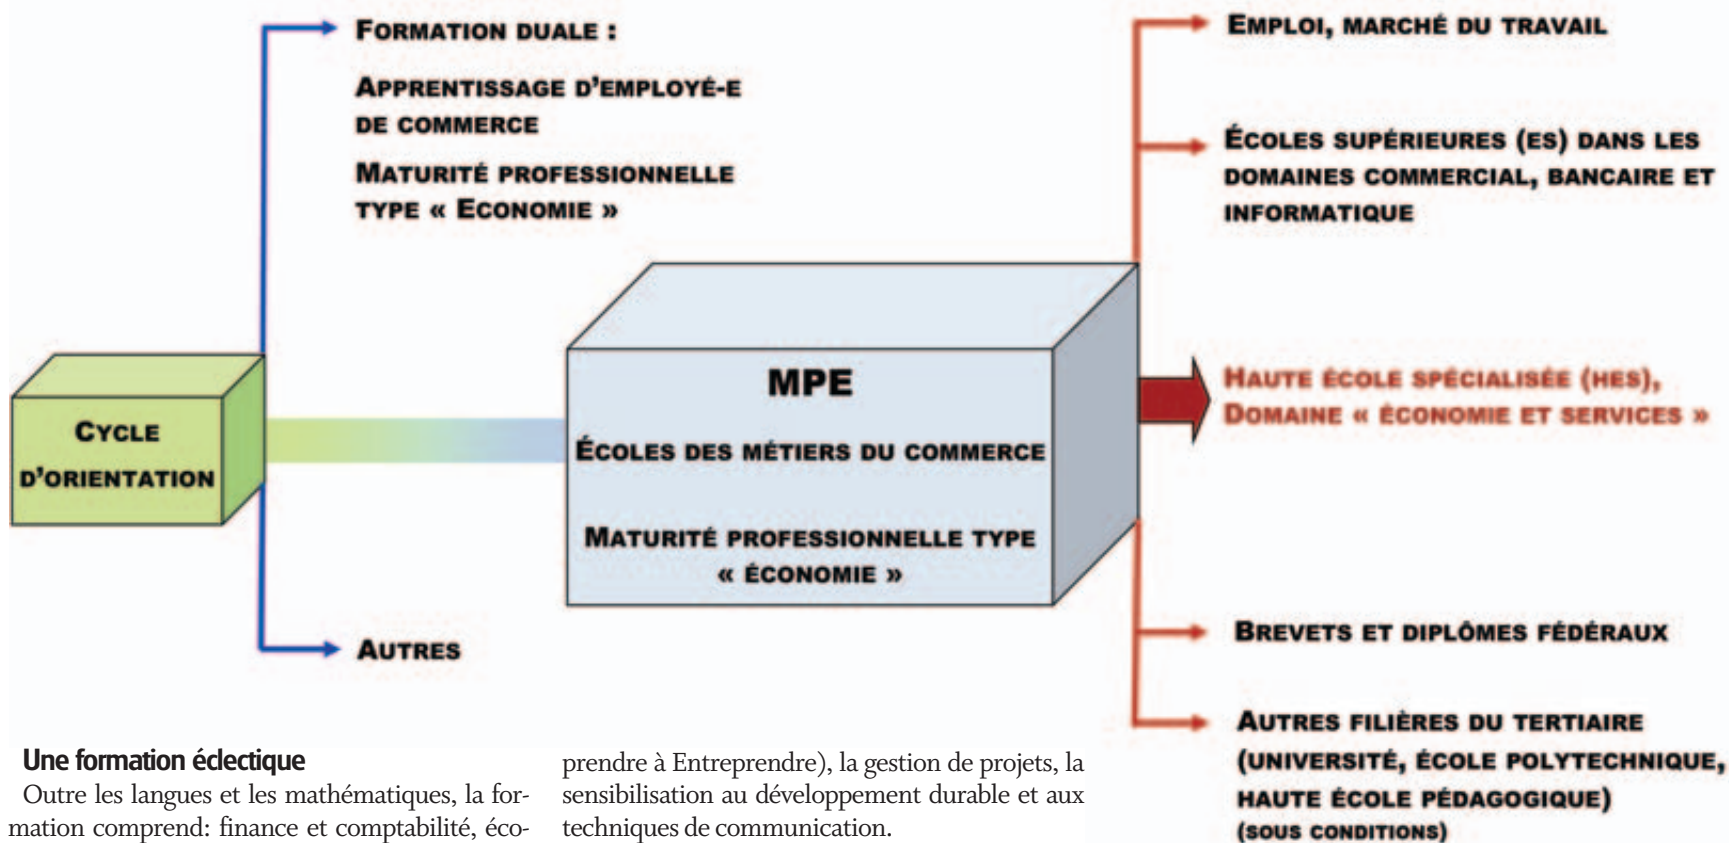 FORMATION DUALE :
APPRENTISSAGE D'EMPLOYÉ-E
DE COMMERCE
MATURITÉ PROFESSIONNELLE
TYPE « ECONOMIE »
CYCLE
D'ORIENTATION
AUTRES
MPE
ÉCOLES DES MÉTIERS DU COMMERCE
MATURITÉ PROFESSIONNELLE TYPE
« ÉCONOMIE »
EMPLOI, MARCHÉ DU TRAVAIL
ÉCOLES SUPÉRIEURES (ES) DANS LES
DOMAINES COMMERCIAL, BANCAIRE ET
INFORMATIQUE
HAUTE ÉCOLE SPÉCIALISÉE (HES),
DOMAINE « ÉCONOMIE ET SERVICES »
BREVETS ET DIPLÔMES FÉDÉRAUX
AUTRES FILIÈRES DU TERTIAIRE
(UNIVERSITÉ, ÉCOLE POLYTECHNIQUE,
HAUTE ÉCOLE PÉDAGOGIQUE)
(SOUS CONDITIONS)
Une formation éclectique
Outre les langues et les mathématiques, la for-
mation comprend: finance et comptabilité, éco-
prendre à Entreprendre), la gestion de projets, la
sensibilisation au développement durable et aux
techniques de communication.